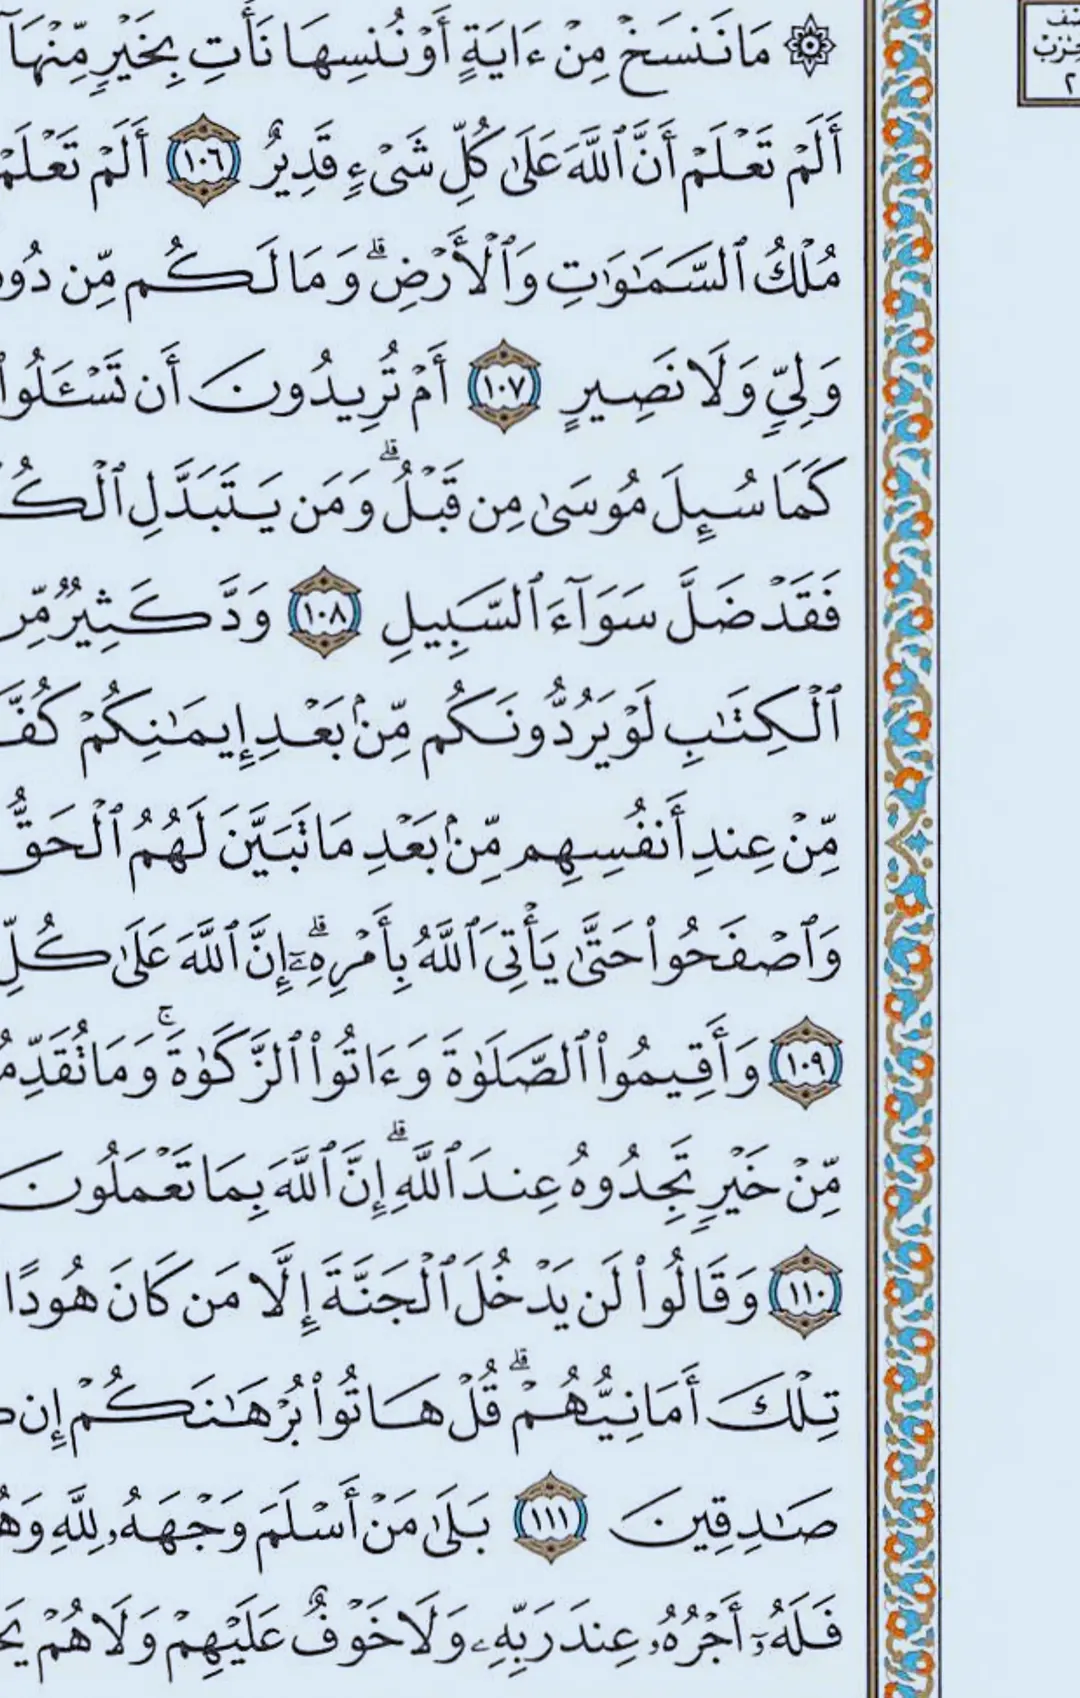 ۞ مَا نَنسَخْ مِنْ ءَايَةٍ أَوْ نُنسِهَا نَأْتِ بِخَيْرٍ مِّنْهَآ
أَلَمْ تَعْلَمْ أَنَّ ٱللَّهَ عَلَىٰ كُلِّ شَىْءٍ قَدِيرٌ ١٠٦ أَلَمْ تَعْلَمْ
مُلْكُ ٱلسَّمَٰوَٰتِ وَٱلْأَرْضِ ۗ وَمَا لَكُم مِّن دُو
وَلِىٍّ وَلَا نَصِيرٍ ١٠٧ أَمْ تُرِيدُونَ أَن تَسْـَٔلُوا۟
كَمَا سُئِلَ مُوسَىٰ مِن قَبْلُ ۗ وَمَن يَتَبَدَّلِ ٱلْكُ
فَقَدْ ضَلَّ سَوَآءَ ٱلسَّبِيلِ ١٠٨ وَدَّ كَثِيرٌ مِّر
ٱلْكِتَٰبِ لَوْ يَرُدُّونَكُم مِّنۢ بَعْدِ إِيمَٰنِكُمْ كُفَّ
مِّنْ عِندِ أَنفُسِهِم مِّنۢ بَعْدِ مَا تَبَيَّنَ لَهُمُ ٱلْحَقُّ
وَٱصْفَحُوا۟ حَتَّىٰ يَأْتِىَ ٱللَّهُ بِأَمْرِهِۦٓ ۗ إِنَّ ٱللَّهَ عَلَىٰ كُلِّ
١٠٩ وَأَقِيمُوا۟ ٱلصَّلَوٰةَ وَءَاتُوا۟ ٱلزَّكَوٰةَ ۚ وَمَا تُقَدِّمُ
مِّنْ خَيْرٍ تَجِدُوهُ عِندَ ٱللَّهِ ۗ إِنَّ ٱللَّهَ بِمَا تَعْمَلُونَ
١١٠ وَقَالُوا۟ لَن يَدْخُلَ ٱلْجَنَّةَ إِلَّا مَن كَانَ هُودًا
تِلْكَ أَمَانِيُّهُمْ ۗ قُلْ هَاتُوا۟ بُرْهَٰنَكُمْ إِن
صَٰدِقِينَ ١١١ بَلَىٰ مَنْ أَسْلَمَ وَجْهَهُۥ لِلَّهِ وَهُ
فَلَهُۥٓ أَجْرُهُۥ عِندَ رَبِّهِۦ وَلَا خَوْفٌ عَلَيْهِمْ وَلَا هُمْ يَح